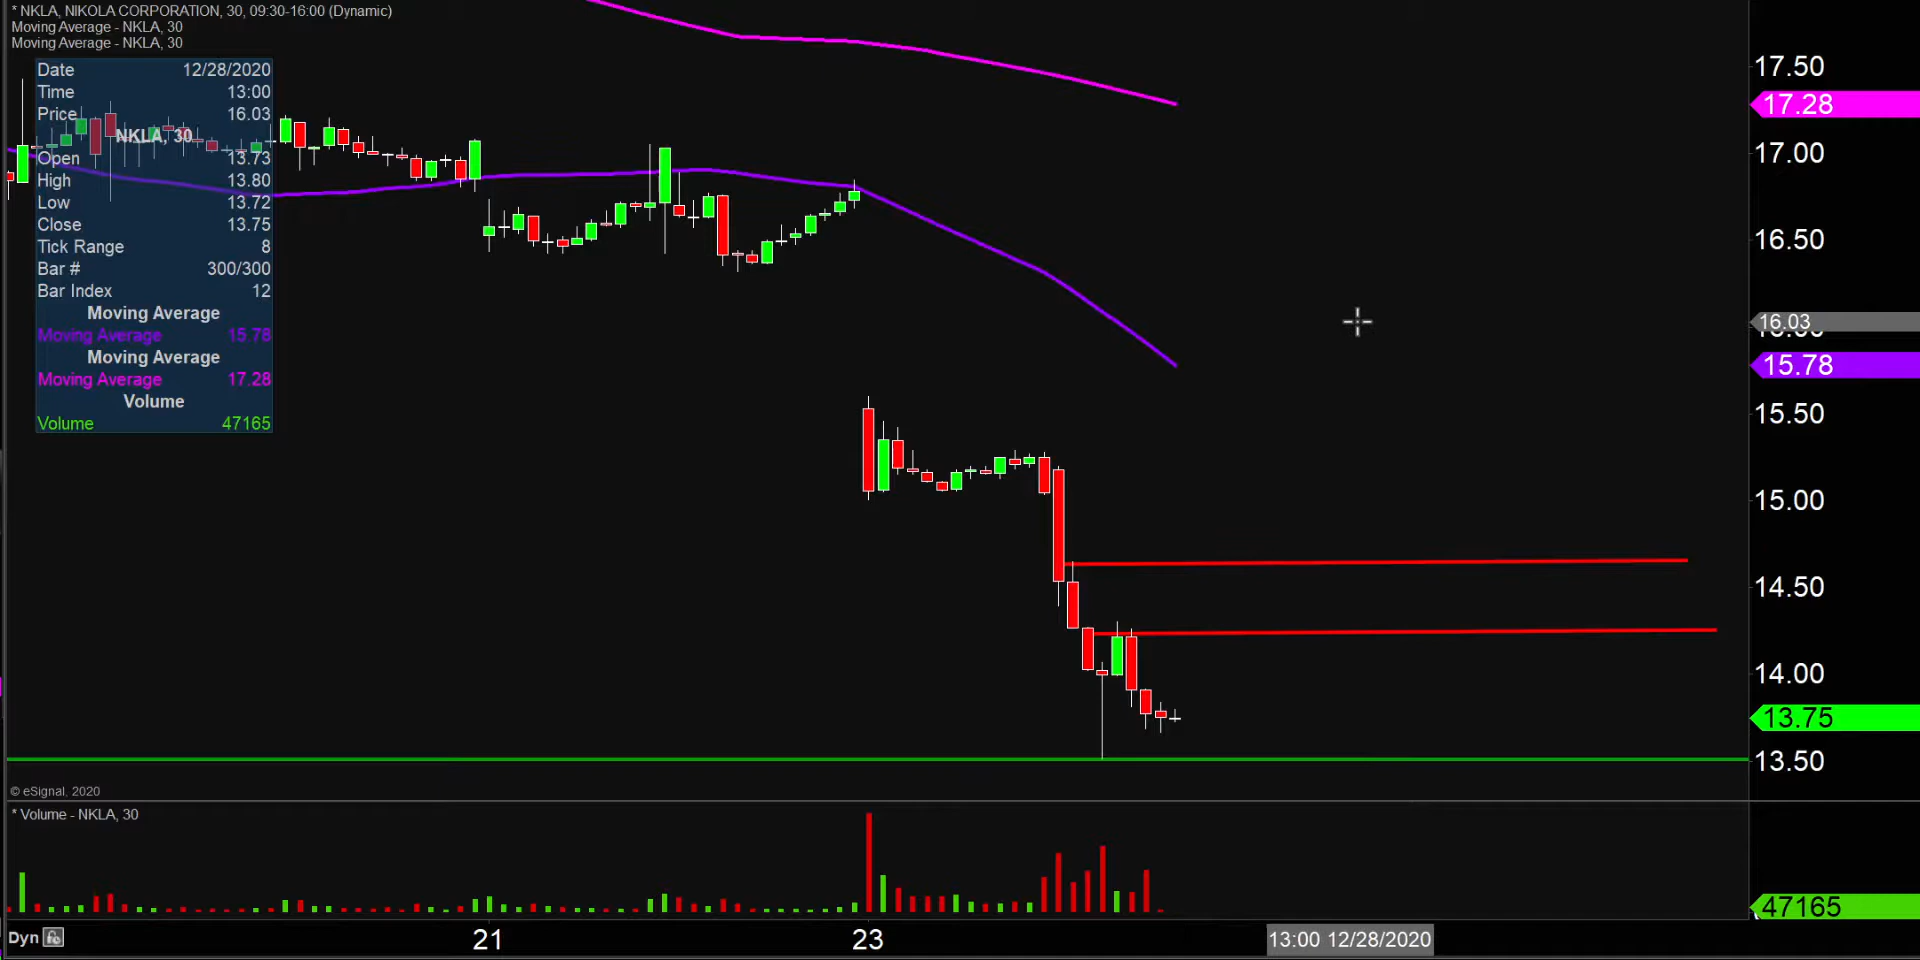 * NKLA, NIKOLA CORPORATION, 30, 09:30-16:00 (Dynamic)
Moving Average - NKLA, 30
Moving Average - NKLA, 30
Date 12/28/2020
Time 13:00
Price 16.03
NKLA, 30
Open 13.73
High 13.80
Low 13.72
Close 13.75
Tick Range 8
Bar # 300/300
Bar Index 12
Moving Average
Moving Average 15.78
Moving Average
Moving Average 17.28
Volume
Volume 47165
17.50
17.28
17.00
16.50
16.03
15.78
15.50
15.00
14.50
14.00
13.75
13.50
© eSignal, 2020
* Volume - NKLA, 30
47165
Dyn
21
23
13:00 12/28/2020